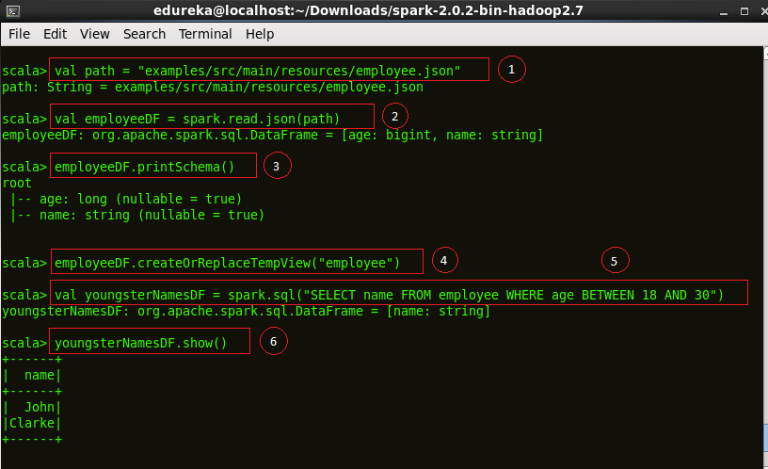 edureka@localhost:~/Downloads/spark-2.0.2-bin-hadoop2.7
File Edit View Search Terminal Help
scala> val path = "examples/src/main/resources/employee.json" 1
path: String = examples/src/main/resources/employee.json
scala> val employeeDF = spark.read.json(path) 2
employeeDF: org.apache.spark.sql.DataFrame = [age: bigint, name: string]
scala> employeeDF.printSchema() 3
root
|-- age: long (nullable = true)
|-- name: string (nullable = true)
scala> employeeDF.createOrReplaceTempView("employee") 4
5
scala> val youngsterNamesDF = spark.sql("SELECT name FROM employee WHERE age BETWEEN 18 AND 30")
youngsterNamesDF: org.apache.spark.sql.DataFrame = [name: string]
scala> youngsterNamesDF.show() 6
+------+
|  name|
+------+
|  John|
|Clarke|
+------+